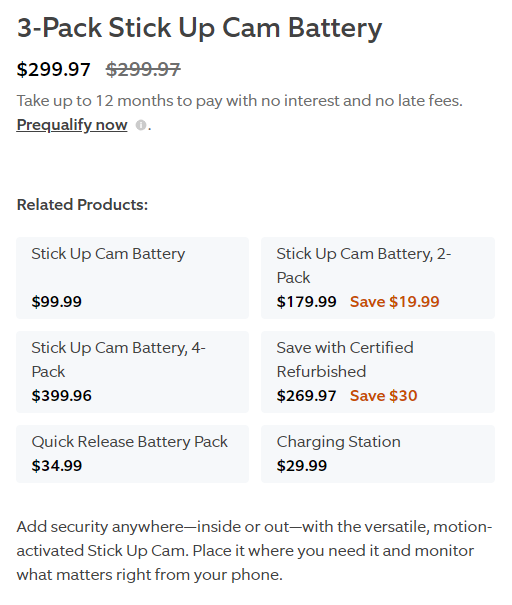 3-Pack Stick Up Cam Battery
$299.97 $299.97
Take up to 12 months to pay with no interest and no late fees.
Prequalify now i.
Related Products:
Stick Up Cam Battery
$99.99
Stick Up Cam Battery, 2-
Pack
$179.99 Save $19.99
Stick Up Cam Battery, 4-
Pack
$399.96
Save with Certified
Refurbished
$269.97 Save $30
Quick Release Battery Pack
$34.99
Charging Station
$29.99
Add security anywhere—inside or out—with the versatile, motion-
activated Stick Up Cam. Place it where you need it and monitor
what matters right from your phone.